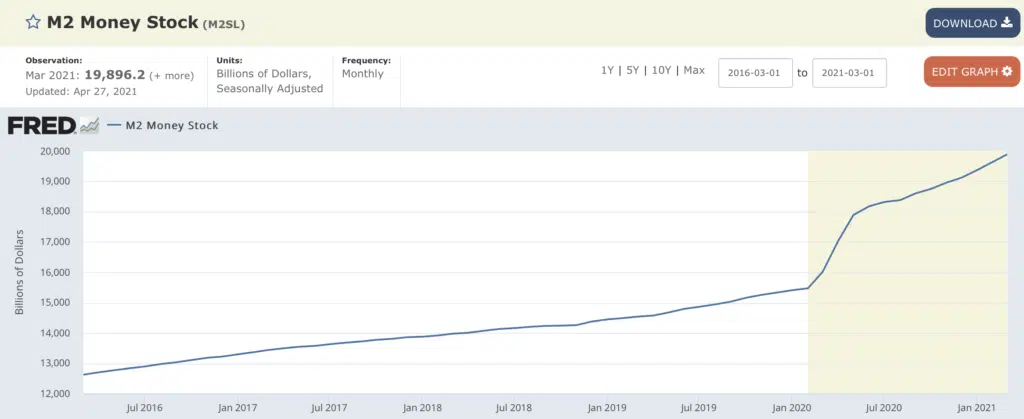 ☆ M2 Money Stock (M2SL)
DOWNLOAD
Observation:
Mar 2021: 19,896.2 (+ more)
Updated: Apr 27, 2021
Units:
Billions of Dollars,
Seasonally Adjusted
Frequency:
Monthly
1Y | 5Y | 10Y | Max
2016-03-01 to 2021-03-01
EDIT GRAPH
FRED
M2 Money Stock
20,000
19,000
18,000
17,000
16,000
15,000
14,000
13,000
12,000
Billions of Dollars
Jul 2016 Jan 2017 Jul 2017 Jan 2018 Jul 2018 Jan 2019 Jul 2019 Jan 2020 Jul 2020 Jan 2021